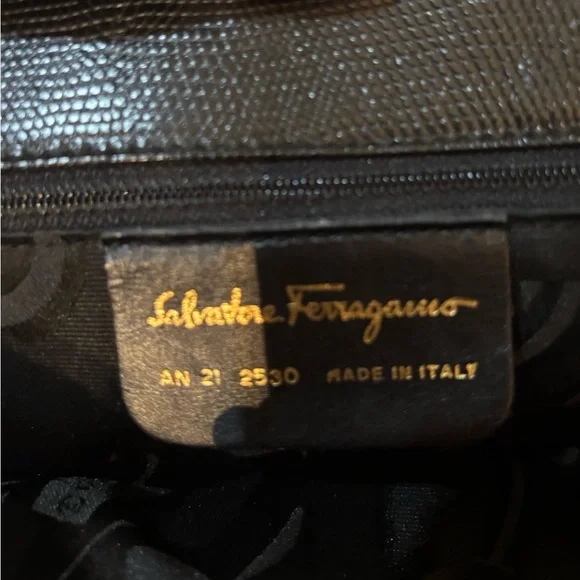 Salvatore Ferragamo
AN 21 2530 MADE IN ITALY